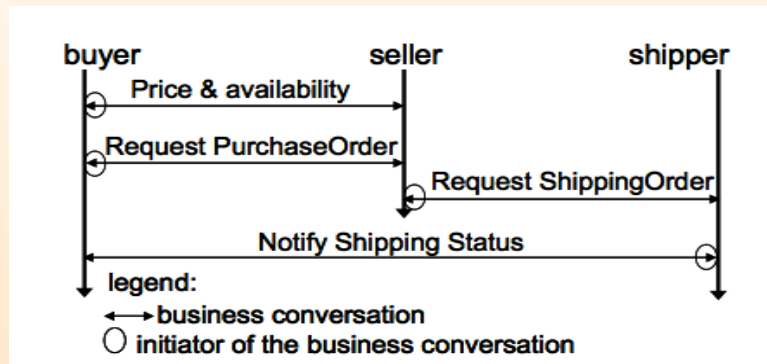 buyer seller shipper
Price & availability
Request PurchaseOrder
Request ShippingOrder
Notify Shipping Status
legend:
business conversation
initiator of the business conversation